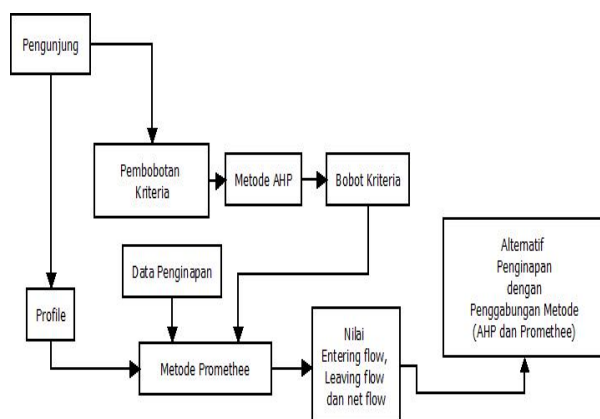 Pengunjung
Pembobotan
Kriteria
Metode AHP
Bobot Kriteria
Data Penginapan
Profile
Metode Promethee
Nilai
Entering flow,
Leaving flow
dan net flow
Alternatif
Penginapan
dengan
Penggabungan Metode
(AHP dan Promethee)